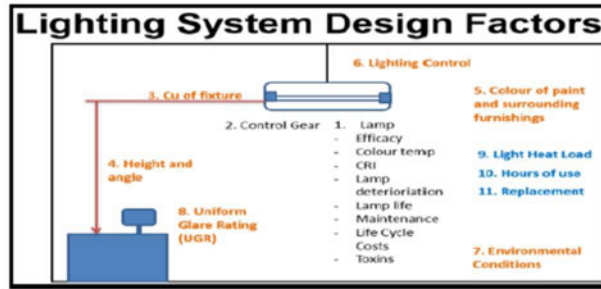 Lighting System Design Factors
6. Lighting Control
3. Cu of fixture
5. Colour of paint
and surrounding
furnishings
2. Control Gear
1. Lamp
- Efficacy
- Colour temp
- CRI
- Lamp
deterioriation
- Lamp life
- Maintenance
- Life Cycle
Costs
- Toxins
4. Height and
angle
8. Uniform
Glare Rating
(UGR)
9. Light Heat Load
10. Hours of use
11. Replacement
7. Environmental
Conditions